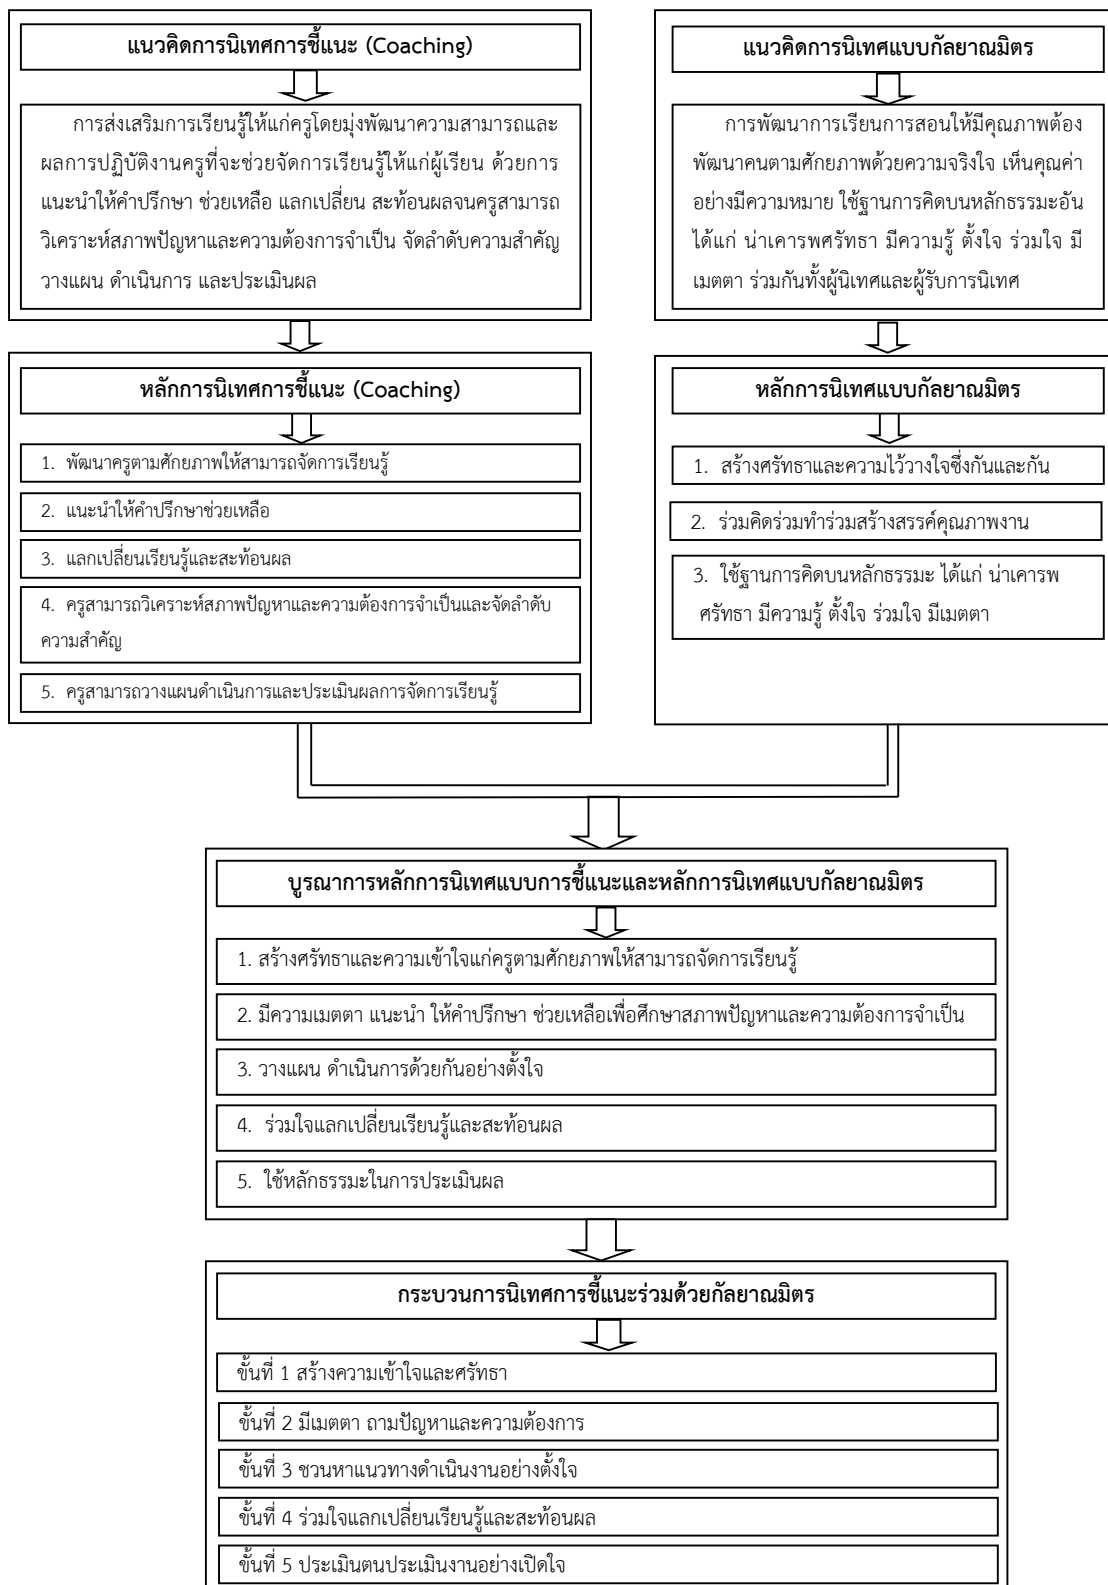 แนวคิดการนิเทศการชี้แนะ (Coaching)
การส่งเสริมการเรียนรู้ให้แก่ครูโดยมุ่งพัฒนาความสามารถและ
ผลการปฏิบัติงานครูที่จะช่วยจัดการเรียนรู้ให้แก่ผู้เรียน ด้วยการ
แนะนำให้คำปรึกษา ช่วยเหลือ แลกเปลี่ยน สะท้อนผลจนครูสามารถ
วิเคราะห์สภาพปัญหาและความต้องการจำเป็น จัดลำดับความสำคัญ
วางแผน ดำเนินการ และประเมินผล
หลักการนิเทศการชี้แนะ (Coaching)
1. พัฒนาครูตามศักยภาพให้สามารถจัดการเรียนรู้
2. แนะนำให้คำปรึกษาช่วยเหลือ
3. แลกเปลี่ยนเรียนรู้และสะท้อนผล
4. ครูสามารถวิเคราะห์สภาพปัญหาและความต้องการจำเป็นและจัดลำดับ
ความสำคัญ
5. ครูสามารถวางแผนดำเนินการและประเมินผลการจัดการเรียนรู้
แนวคิดการนิเทศแบบกัลยาณมิตร
การพัฒนาการเรียนการสอนให้มีคุณภาพต้อง
พัฒนาคนตามศักยภาพด้วยความจริงใจ เห็นคุณค่า
อย่างมีความหมาย ใช้ฐานการคิดบนหลักธรรมะอัน
ได้แก่ น่าเคารพศรัทธา มีความรู้ ตั้งใจ ร่วมใจ มี
เมตตา ร่วมกันทั้งผู้นิเทศและผู้รับการนิเทศ
หลักการนิเทศแบบกัลยาณมิตร
1. สร้างศรัทธาและความไว้วางใจซึ่งกันและกัน
2. ร่วมคิดร่วมทำร่วมสร้างสรรค์คุณภาพงาน
3. ใช้ฐานการคิดบนหลักธรรมะ ได้แก่ น่าเคารพ
ศรัทธา มีความรู้ ตั้งใจ ร่วมใจ มีเมตตา
บูรณาการหลักการนิเทศแบบการชี้แนะและหลักการนิเทศแบบกัลยาณมิตร
1. สร้างศรัทธาและความเข้าใจแก่ครูตามศักยภาพให้สามารถจัดการเรียนรู้
2. มีความเมตตา แนะนำ ให้คำปรึกษา ช่วยเหลือเพื่อศึกษาสภาพปัญหาและความต้องการจำเป็น
3. วางแผน ดำเนินการด้วยกันอย่างตั้งใจ
4. ร่วมใจแลกเปลี่ยนเรียนรู้และสะท้อนผล
5. ใช้หลักธรรมะในการประเมินผล
กระบวนการนิเทศการชี้แนะร่วมด้วยกัลยาณมิตร
ขั้นที่ 1 สร้างความเข้าใจและศรัทธา
ขั้นที่ 2 มีเมตตา ถามปัญหาและความต้องการ
ขั้นที่ 3 ชวนหาแนวทางดำเนินงานอย่างตั้งใจ
ขั้นที่ 4 ร่วมใจแลกเปลี่ยนเรียนรู้และสะท้อนผล
ขั้นที่ 5 ประเมินตนประเมินงานอย่างเปิดใจ